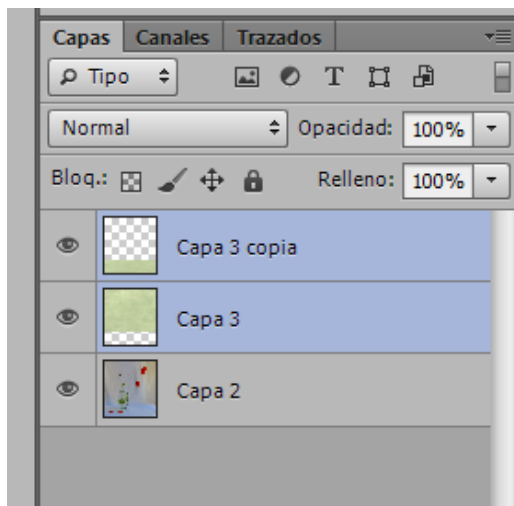 Capas Canales Trazados
Tipo
Normal Opacidad: 100%
Bloq.: Relleno: 100%
Capa 3 copia
Capa 3
Capa 2